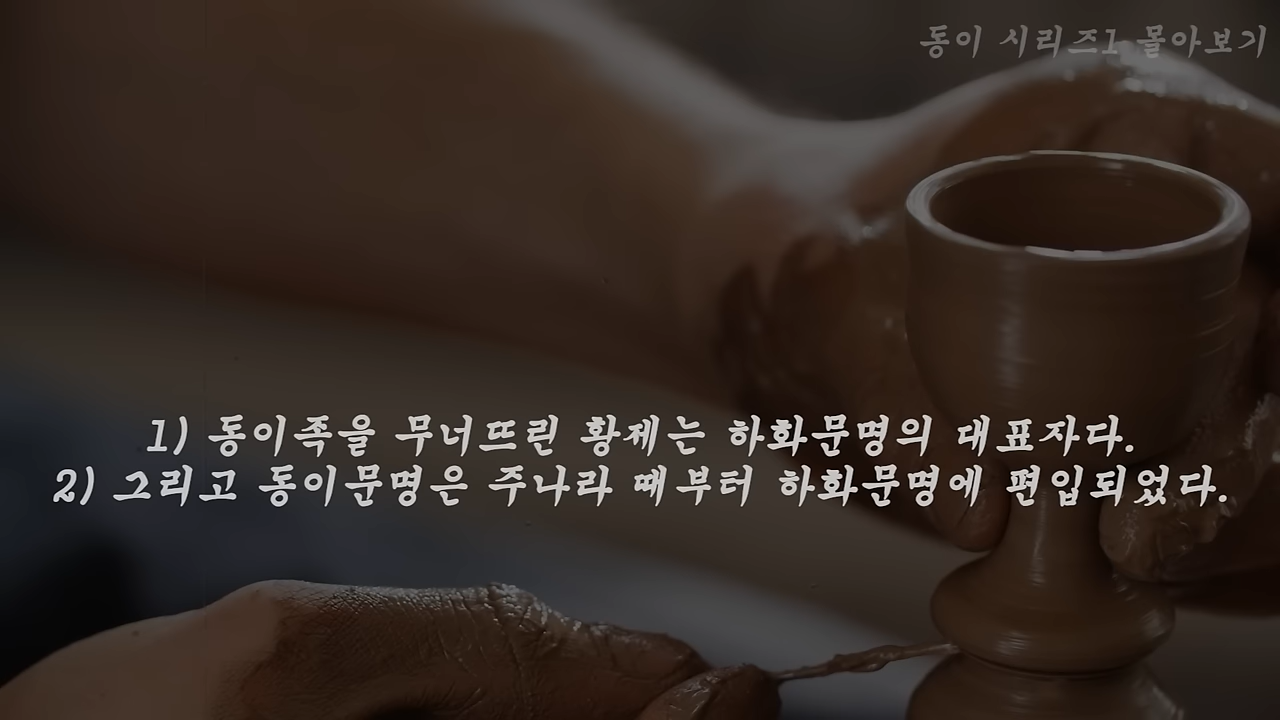 동이 시리즈1 몰아보기
1) 동이족을 무너뜨린 황제는 하화문명의 대표자다.
2) 그리고 동이문명은 주나라 때부터 하화문명에 편입되었다.